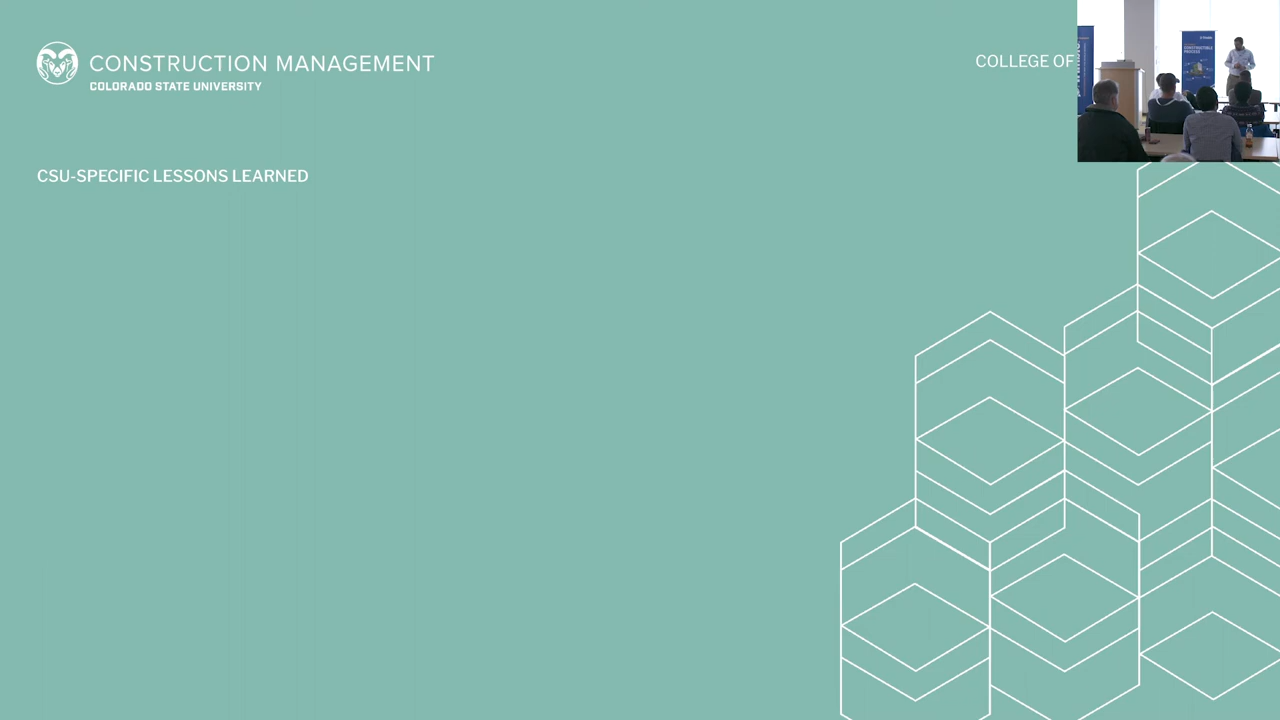 CONSTRUCTION MANAGEMENT
COLORADO STATE UNIVERSITY
COLLEGE OF
CSU-SPECIFIC LESSONS LEARNED